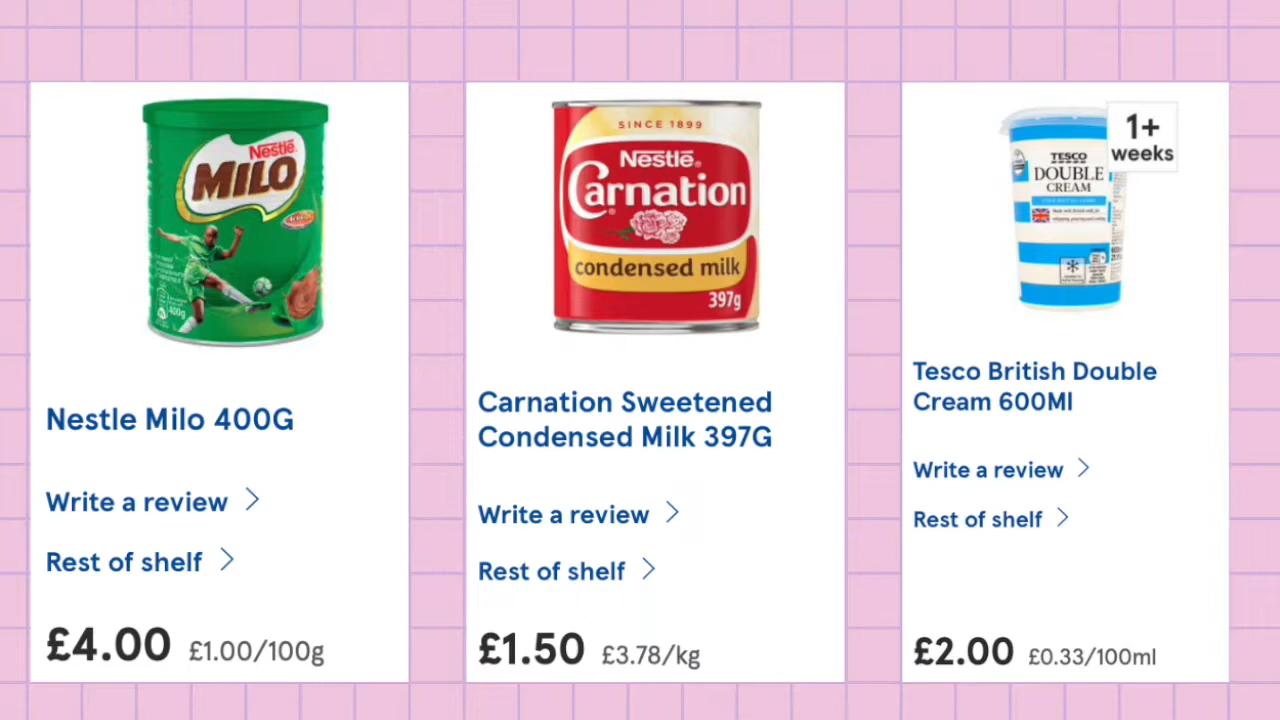 Nestlé
MILO
400g
Nestle Milo 400G
Write a review
Rest of shelf
£4.00 £1.00/100g
SINCE 1899
Nestlé
Carnation
condensed milk
397g
Carnation Sweetened
Condensed Milk 397G
Write a review
Rest of shelf
£1.50 £3.78/kg
1+
weeks
TESCO
DOUBLE
CREAM
Tesco British Double
Cream 600Ml
Write a review
Rest of shelf
£2.00 £0.33/100ml